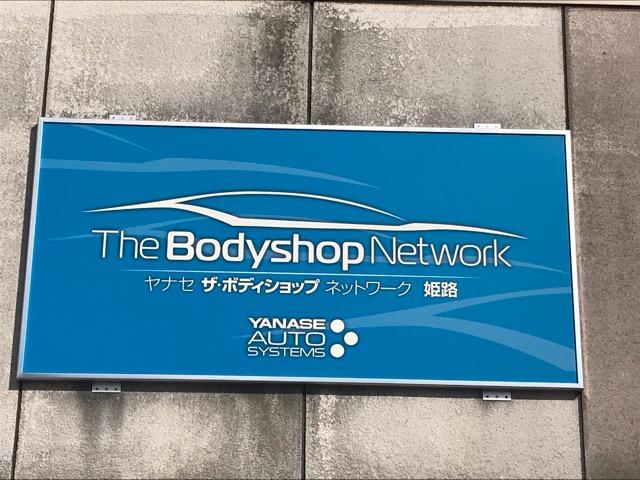 The Bodyshop Network
ヤナセ ザ・ボディショップ ネットワーク 姫路
YANASE
AUTO
SYSTEMS